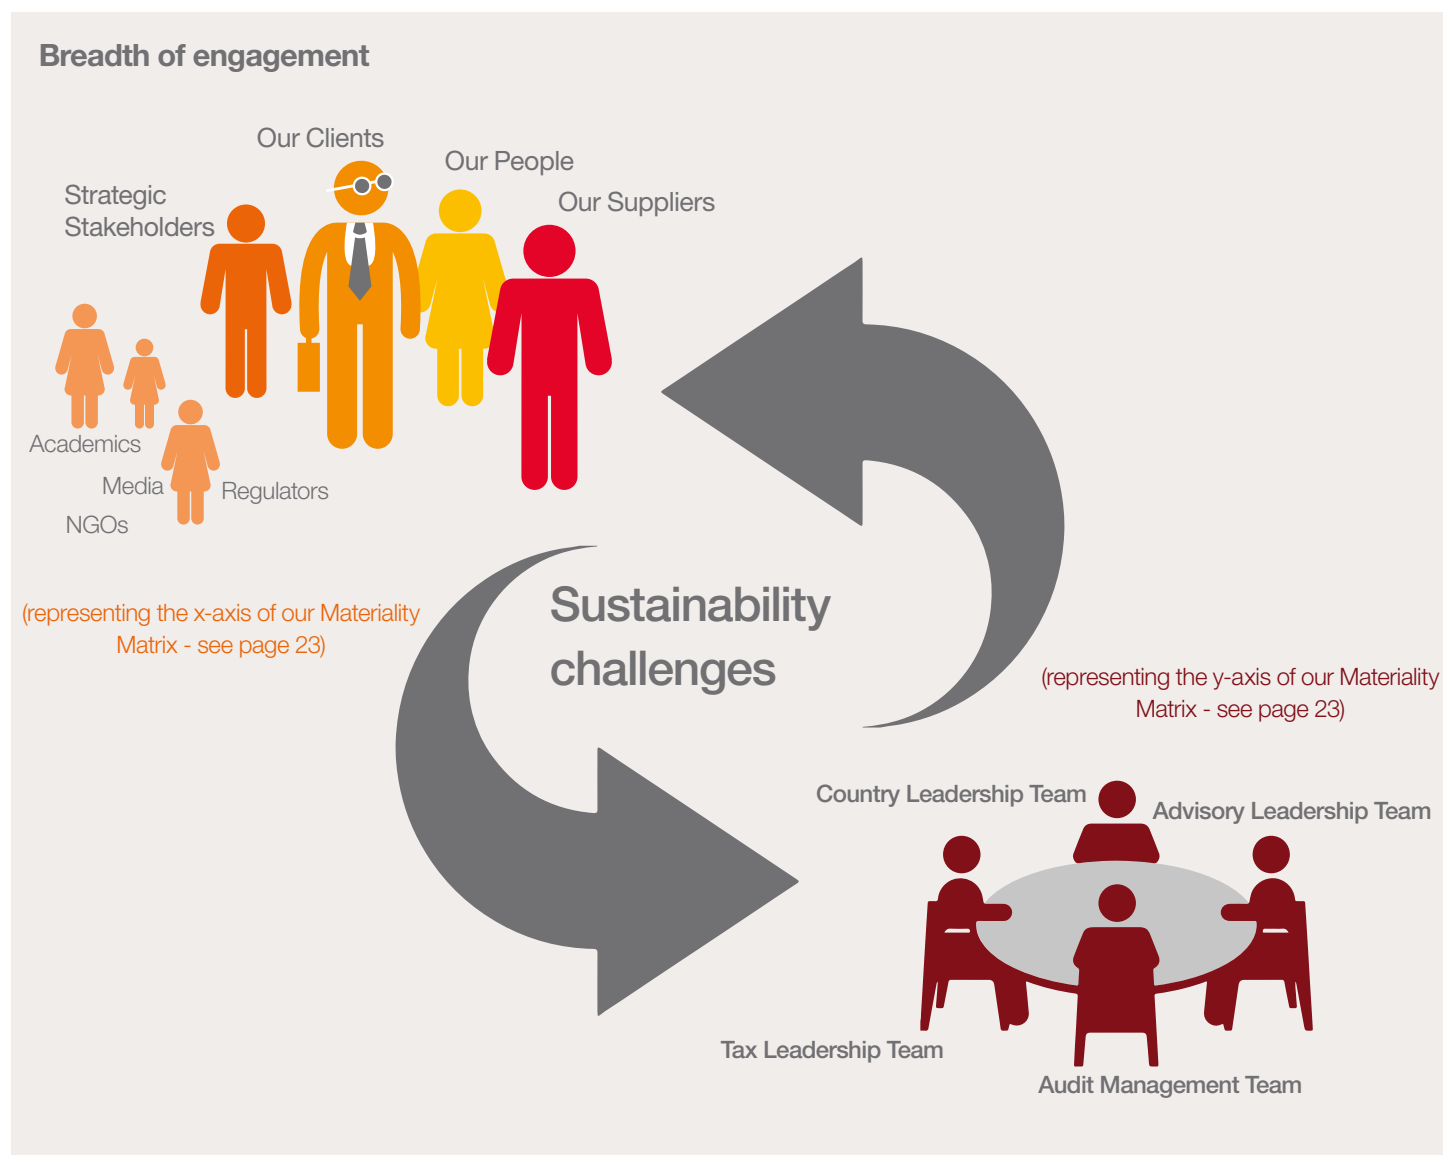 Breadth of engagement
Our Clients
Our People
Strategic
Stakeholders
Our Suppliers
Academics
Media
Regulators
NGOs
(representing the x-axis of our Materiality
Matrix - see page 23)
Sustainability
challenges
(representing the y-axis of our Materiality
Matrix - see page 23)
Country Leadership Team
Advisory Leadership Team
Tax Leadership Team
Audit Management Team